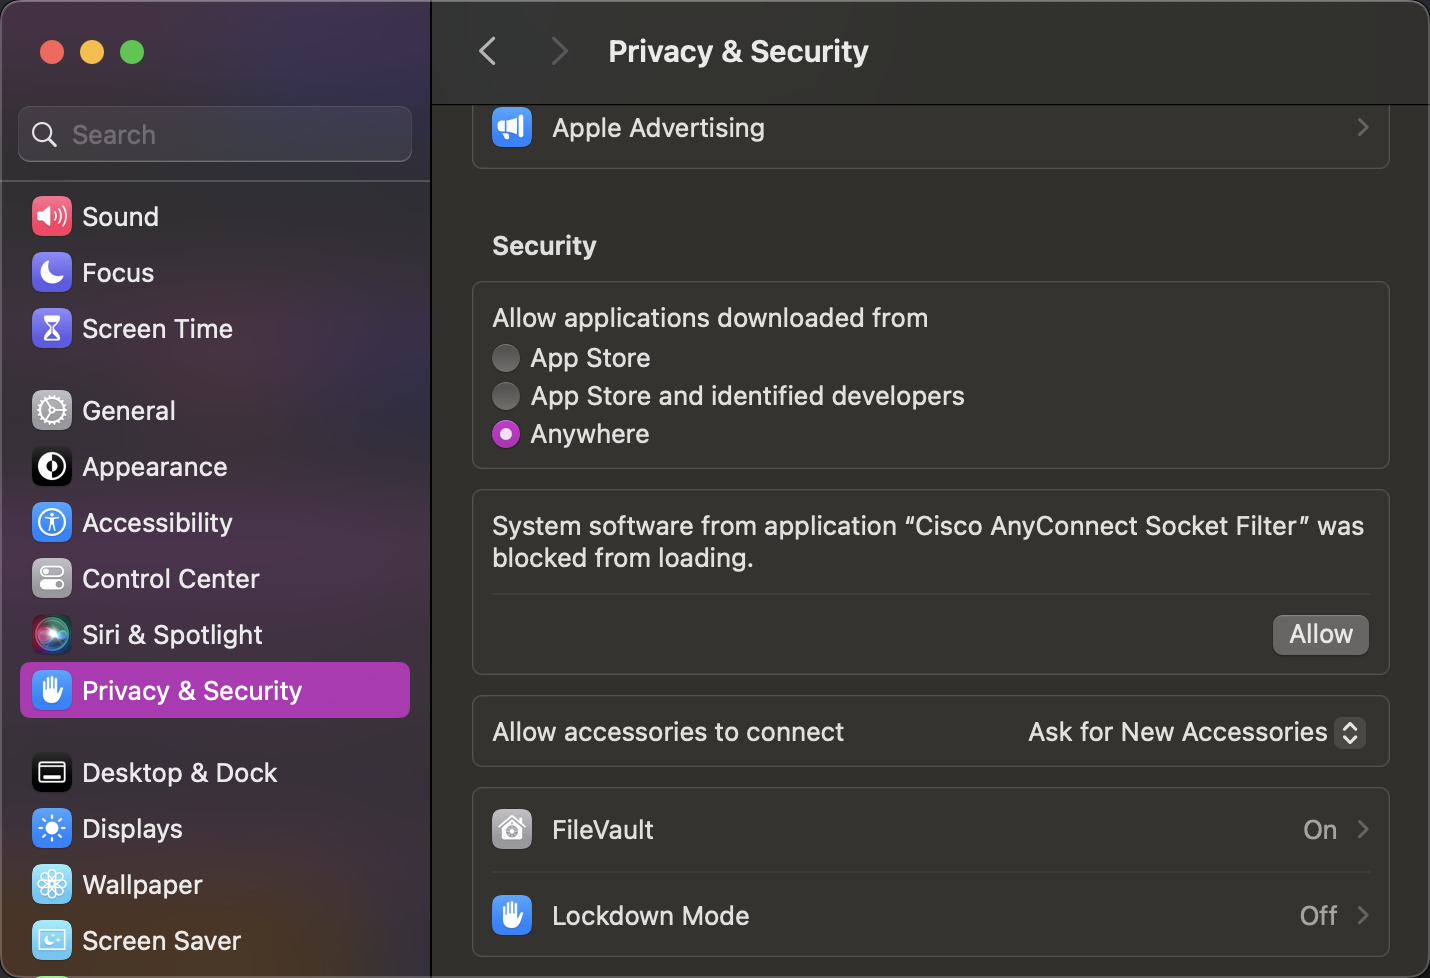 Search
Sound
Focus
Screen Time
General
Appearance
Accessibility
Control Center
Siri & Spotlight
Privacy & Security
Desktop & Dock
Displays
Wallpaper
Screen Saver
Privacy & Security
Apple Advertising
Security
Allow applications downloaded from
App Store
App Store and identified developers
Anywhere
System software from application “Cisco AnyConnect Socket Filter” was
blocked from loading.
Allow
Allow accessories to connect Ask for New Accessories
FileVault On
Lockdown Mode Off